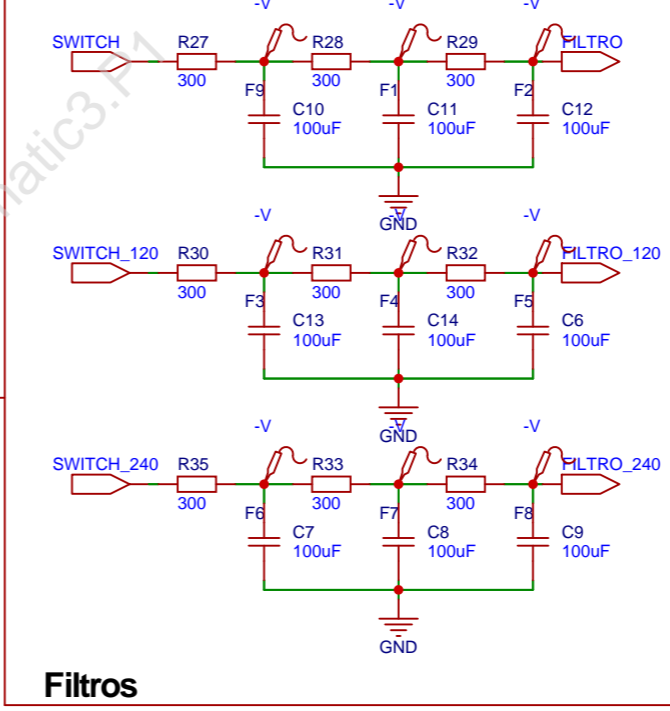 -V -V -V
SWITCH R27 R28 R29 FILTRO
300 300 300
F9 F1 F2
C10 C11 C12
100uF 100uF 100uF
GND
-V -V -V
SWITCH_120 R30 R31 R32 FILTRO_120
300 300 300
F3 F4 F5
C13 C14 C6
100uF 100uF 100uF
GND
-V -V -V
SWITCH_240 R35 R33 R34 FILTRO_240
300 300 300
F6 F7 F8
C7 C8 C9
100uF 100uF 100uF
GND
Filtros
matic3.P1